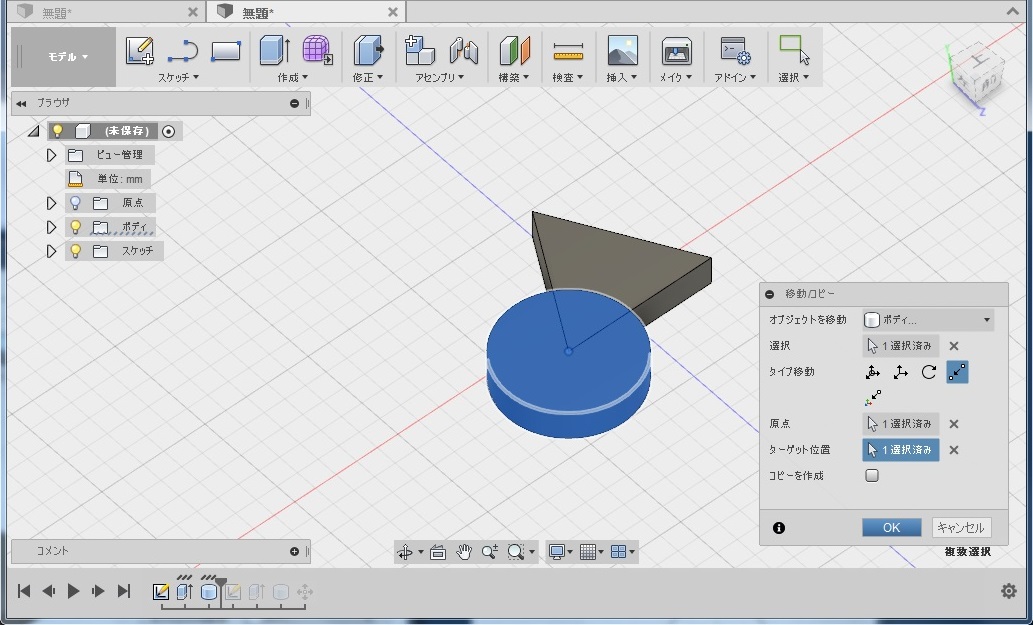 無題*
無題*
モデル
スケッチ
作成
修正
アセンブリ
構築
検査
挿入
メイク
アドイン
選択
ブラウザ
(未保存)
ビュー管理
単位: mm
原点
ボディ
スケッチ
Z
移動/コピー
オブジェクトを移動
ボディ...
選択
1 選択済み
タイプ移動
原点
1 選択済み
ターゲット位置
1 選択済み
コピーを作成
OK
キャンセル
複数選択
コメント